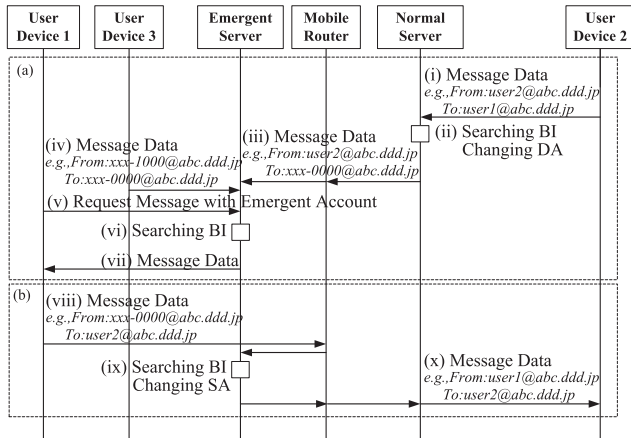 User
Device 1
User
Device 3
Emergent
Server
Mobile
Router
Normal
Server
User
Device 2
(a)
(i) Message Data
e.g.,From:user2@abc.ddd.jp
To:user1@abc.ddd.jp
(ii) Searching BI
Changing DA
(iii) Message Data
e.g.,From:user2@abc.ddd.jp
To:xxx-0000@abc.ddd.jp
(iv) Message Data
e.g.,From:xxx-1000@abc.ddd.jp
To:xxx-0000@abc.ddd.jp
(v) Request Message with Emergent Account
(vi) Searching BI
(vii) Message Data
(b)
(viii) Message Data
e.g.,From:xxx-0000@abc.ddd.jp
To:user2@abc.ddd.jp
(ix) Searching BI
Changing SA
(x) Message Data
e.g.,From:user1@abc.ddd.jp
To:user2@abc.ddd.jp